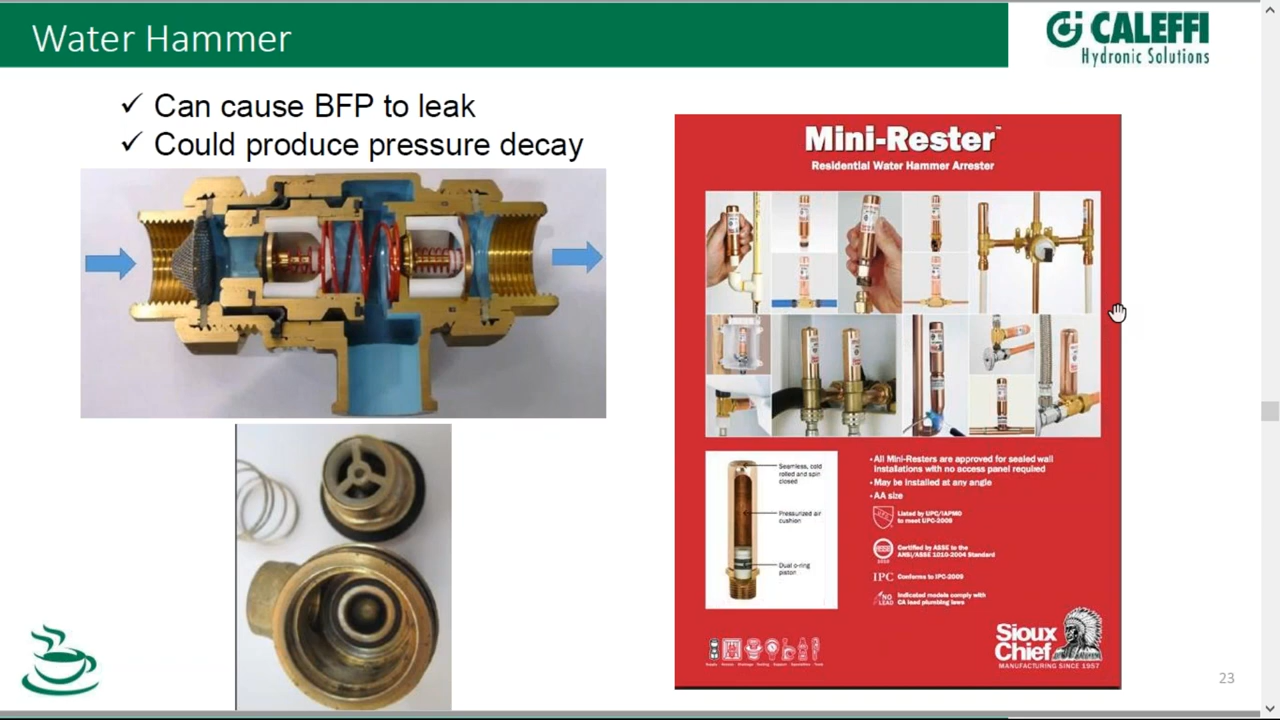 Water Hammer
CALEFFI
Hydronic Solutions
✓ Can cause BFP to leak
✓ Could produce pressure decay
Mini-Rester™
Residential Water Hammer Arrester
Seamless, cold
rolled and spin
closed
Pressurized air
cushion
Dual o-ring
piston
• All Mini-Resters are approved for sealed wall
installations with no access panel required
• May be installed at any angle
• AA size
Listed by UPC/IAPMO
to meet UPC-2009
Certified by ASSE to the
ANSI/ASSE 1010-2004 Standard
IPC Conforms to IPC-2009
NO
LEAD
Indicated models comply with
CA lead plumbing laws
Sioux
Chief
MANUFACTURING SINCE 1957
23